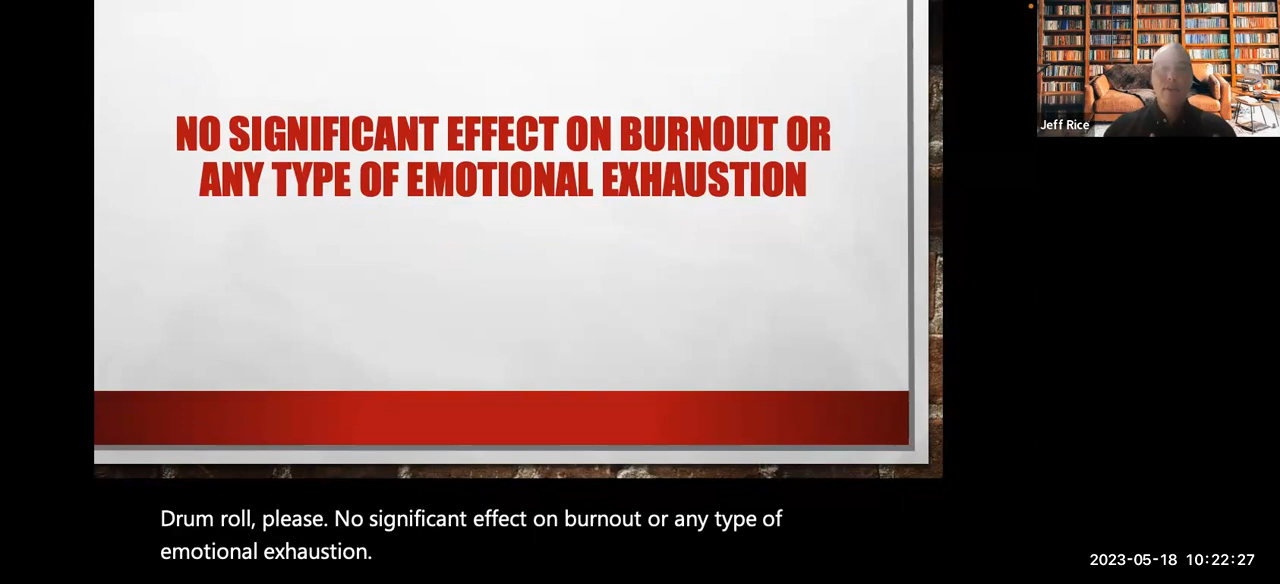 NO SIGNIFICANT EFFECT ON BURNOUT OR
ANY TYPE OF EMOTIONAL EXHAUSTION
Jeff Rice
Drum roll, please. No significant effect on burnout or any type of
emotional exhaustion.
2023-05-18 10:22:27